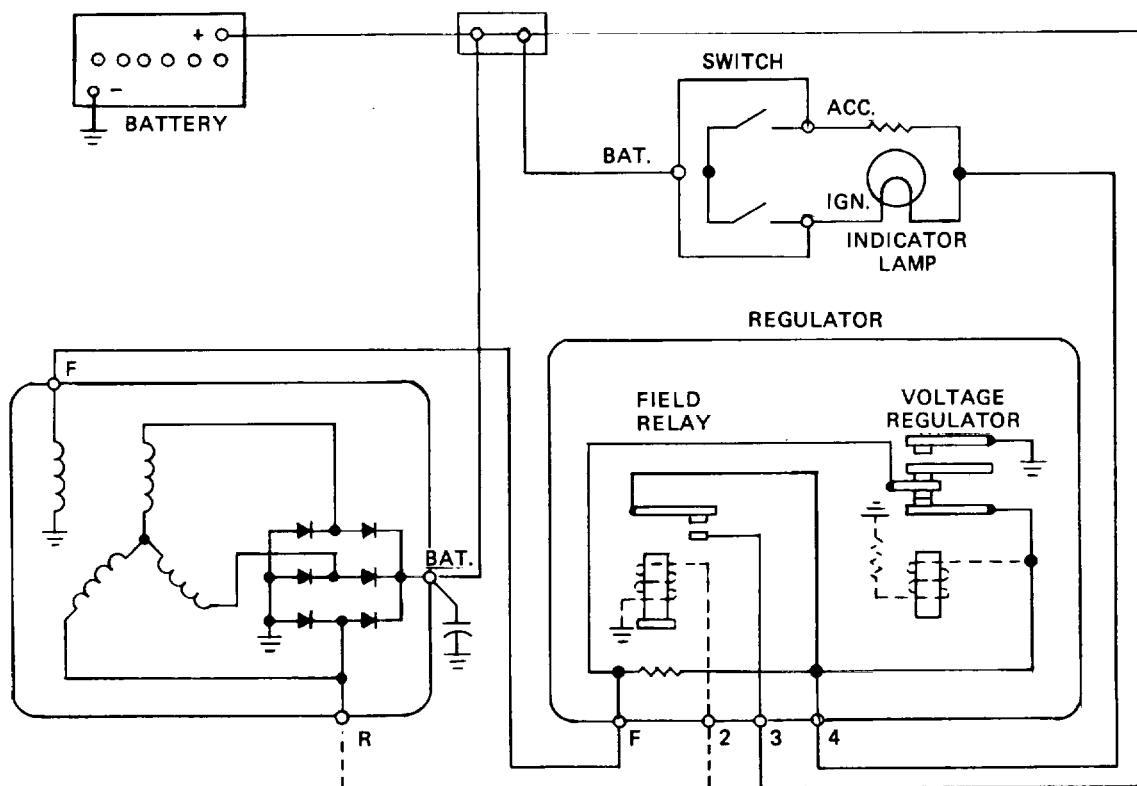 +
-
BATTERY
SWITCH
ACC.
BAT.
IGN.
INDICATOR
LAMP
REGULATOR
F
FIELD
RELAY
VOLTAGE
REGULATOR
BAT.
R
F
2
3
4